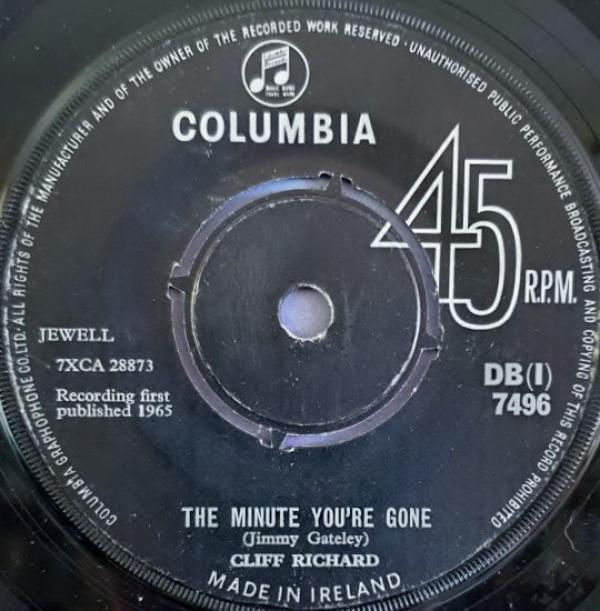 COLUMBIA GRAPHOPHONE CO. LTD. ALL RIGHTS OF THE MANUFACTURER AND OF THE OWNER OF THE RECORDED WORK RESERVED · UNAUTHORISED PUBLIC PERFORMANCE BROADCASTING AND COPYING OF THIS RECORD PROHIBITED
COLUMBIA
45 R.P.M.
JEWELL
7XCA 28873
Recording first
published 1965
DB(I)
7496
THE MINUTE YOU'RE GONE
(Jimmy Gateley)
CLIFF RICHARD
MADE IN IRELAND